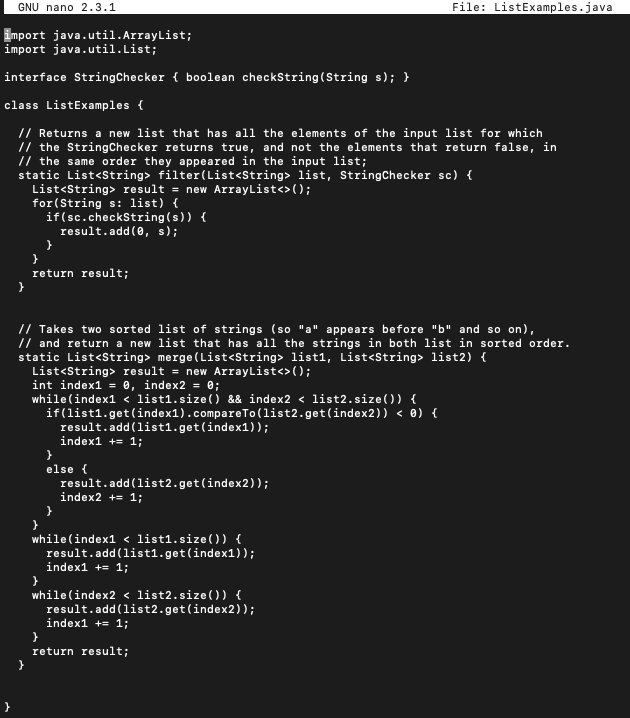 GNU nano 2.3.1 File: ListExamples.java
import java.util.ArrayList;
import java.util.List;
interface StringChecker { boolean checkString(String s); }
class ListExamples {
// Returns a new list that has all the elements of the input list for which
// the StringChecker returns true, and not the elements that return false, in
// the same order they appeared in the input list;
static List<String> filter(List<String> list, StringChecker sc) {
List<String> result = new ArrayList<>();
for(String s: list) {
if(sc.checkString(s)) {
result.add(0, s);
}
}
return result;
}
// Takes two sorted list of strings (so "a" appears before "b" and so on),
// and return a new list that has all the strings in both list in sorted order.
static List<String> merge(List<String> list1, List<String> list2) {
List<String> result = new ArrayList<>();
int index1 = 0, index2 = 0;
while(index1 < list1.size() && index2 < list2.size()) {
if(list1.get(index1).compareTo(list2.get(index2)) < 0) {
result.add(list1.get(index1));
index1 += 1;
}
else {
result.add(list2.get(index2));
index2 += 1;
}
}
while(index1 < list1.size()) {
result.add(list1.get(index1));
index1 += 1;
}
while(index2 < list2.size()) {
result.add(list2.get(index2));
index1 += 1;
}
return result;
}
}